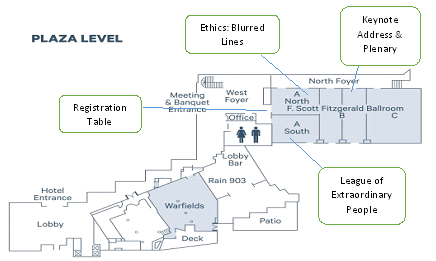 PLAZA LEVEL
Ethics: Blurred
Lines
Keynote
Address &
Plenary
North Foyer
Meeting
& Banquet
Entrance
West
Foyer
A
North
F. Scott Fitzgerald Ballroom
B
C
A
South
Registration
Table
Office
Lobby
Bar
Rain 903
League of
Extraordinary
People
Hotel
Entrance
Lobby
Warfields
Patio
Deck